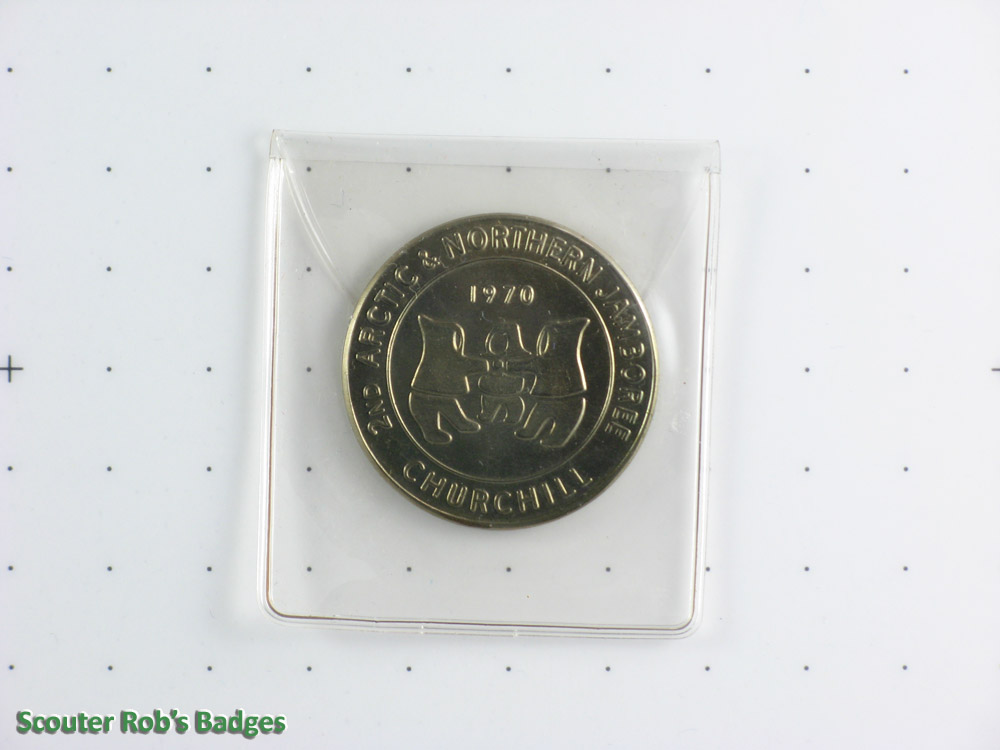 2ND ARCTIC & NORTHERN JAMBOREE
1970
CHURCHILL
Scouter Rob's Badges